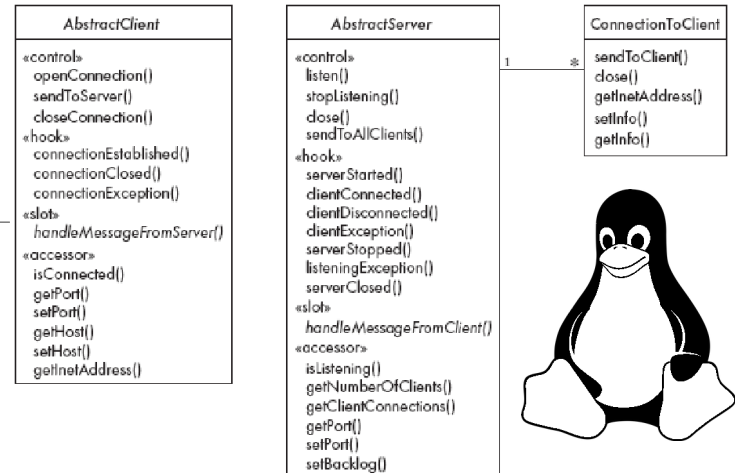 AbstractClient
«control»
openConnection()
sendToServer()
closeConnection()
«hook»
connectionEstablished()
connectionClosed()
connectionException()
«slot»
handleMessageFromServer()
«accessor»
isConnected()
getPort()
setPort()
getHost()
setHost()
getInetAddress()
AbstractServer
«control»
listen()
stopListening()
close()
sendToAllClients()
«hook»
serverStarted()
clientConnected()
clientDisconnected()
clientException()
serverStopped()
listeningException()
serverClosed()
«slot»
handleMessageFromClient()
«accessor»
isListening()
getNumberOfClients()
getClientConnections()
getPort()
setPort()
setBacklog()
1 *
ConnectionToClient
sendToClient()
close()
getInetAddress()
setInfo()
getInfo()